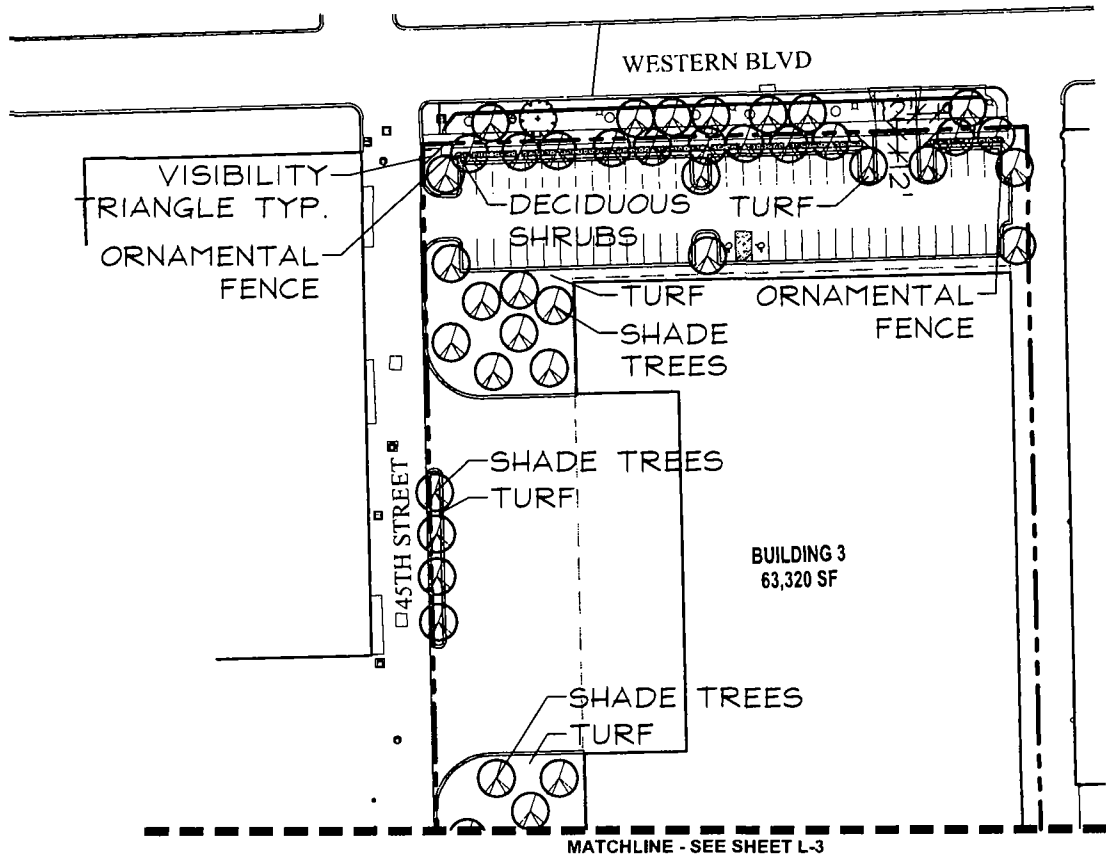 WESTERN BLVD
VISIBILITY
TRIANGLE TYP.
ORNAMENTAL
FENCE
DECIDUOUS
SHRUBS
TURF
TURF
SHADE
TREES
ORNAMENTAL
FENCE
SHADE TREES
TURF
45TH STREET
BUILDING 3
63,320 SF
SHADE TREES
TURF
MATCHLINE - SEE SHEET L-3